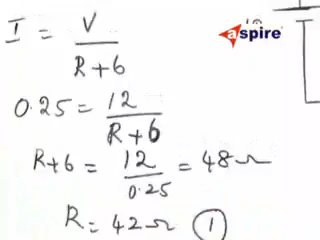 I = V / R+6
aspire
0.25 = 12 / R+6
R+6 = 12 / 0.25 = 48Ω
R = 42Ω (1)